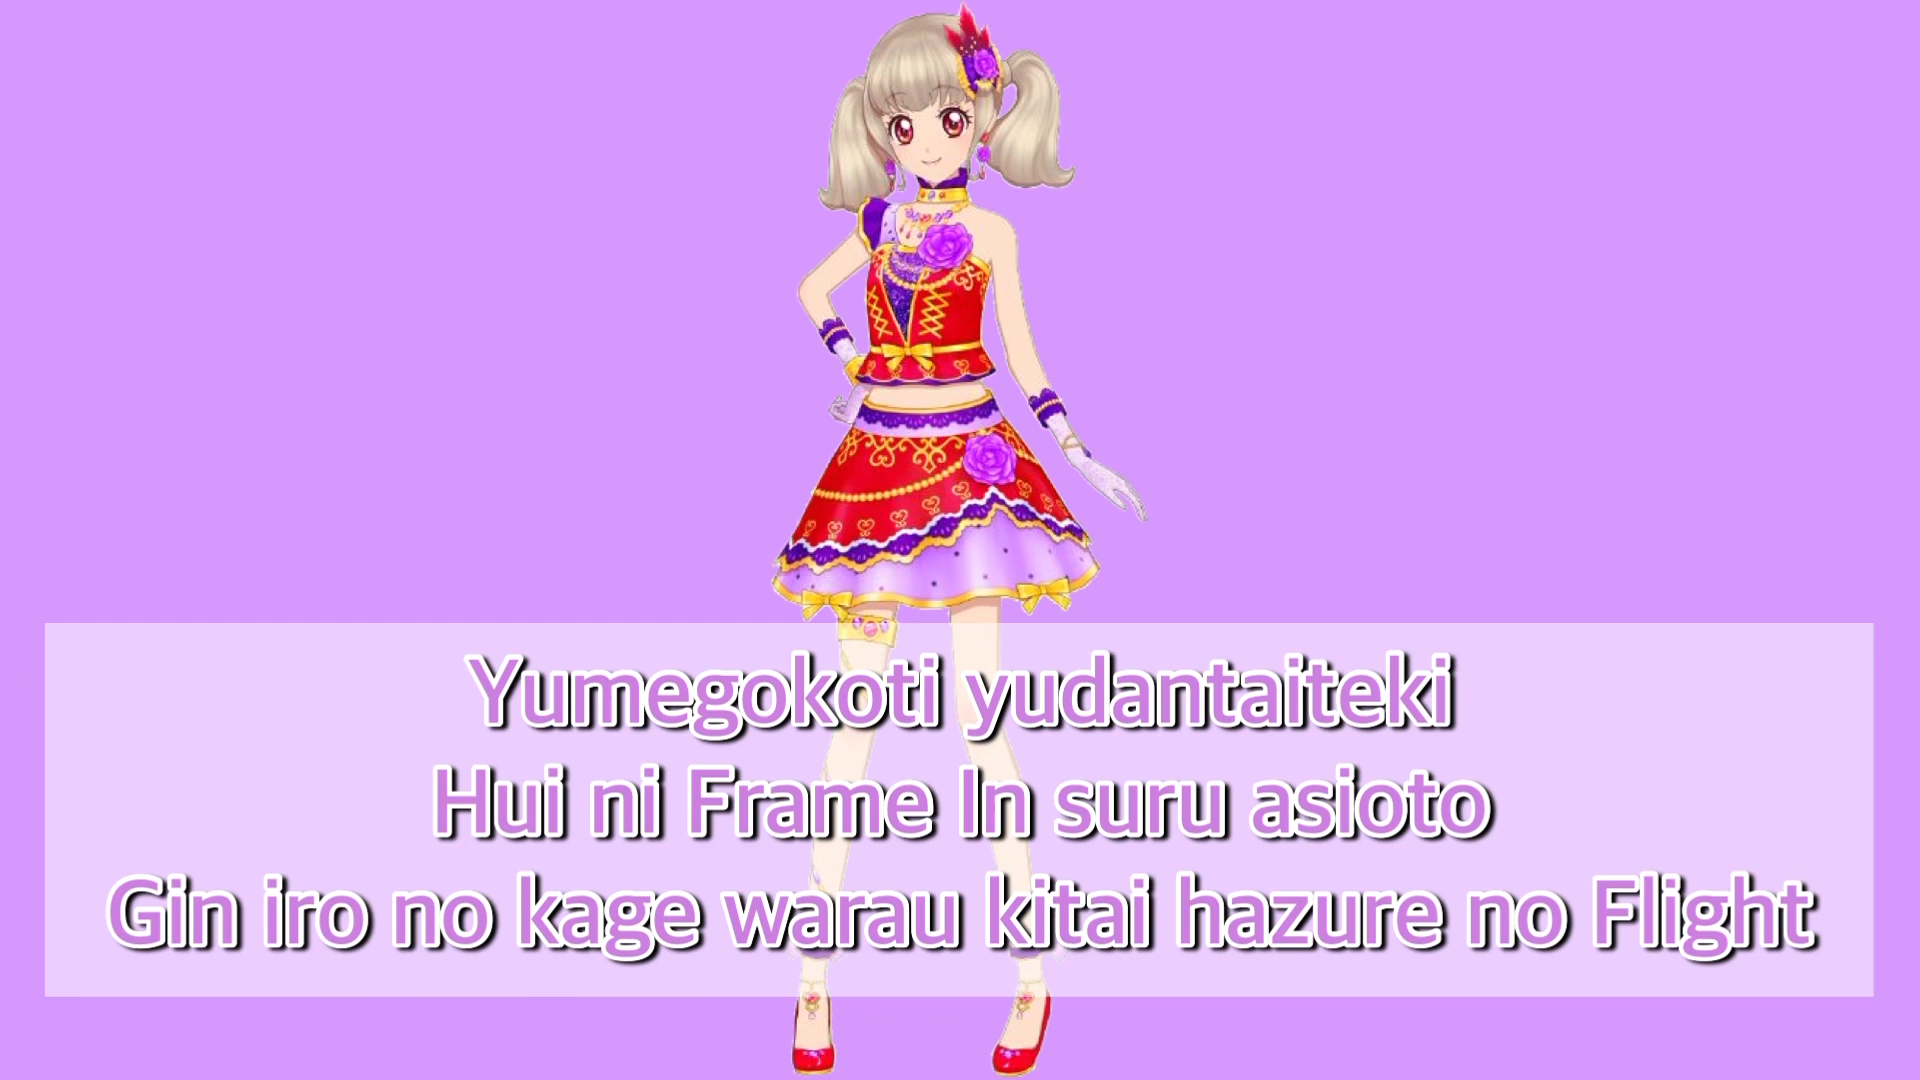 Yumegokoti yudantaiteki
Hui ni Frame In suru asioto
Gin iro no kage warau kitai hazure no Flight